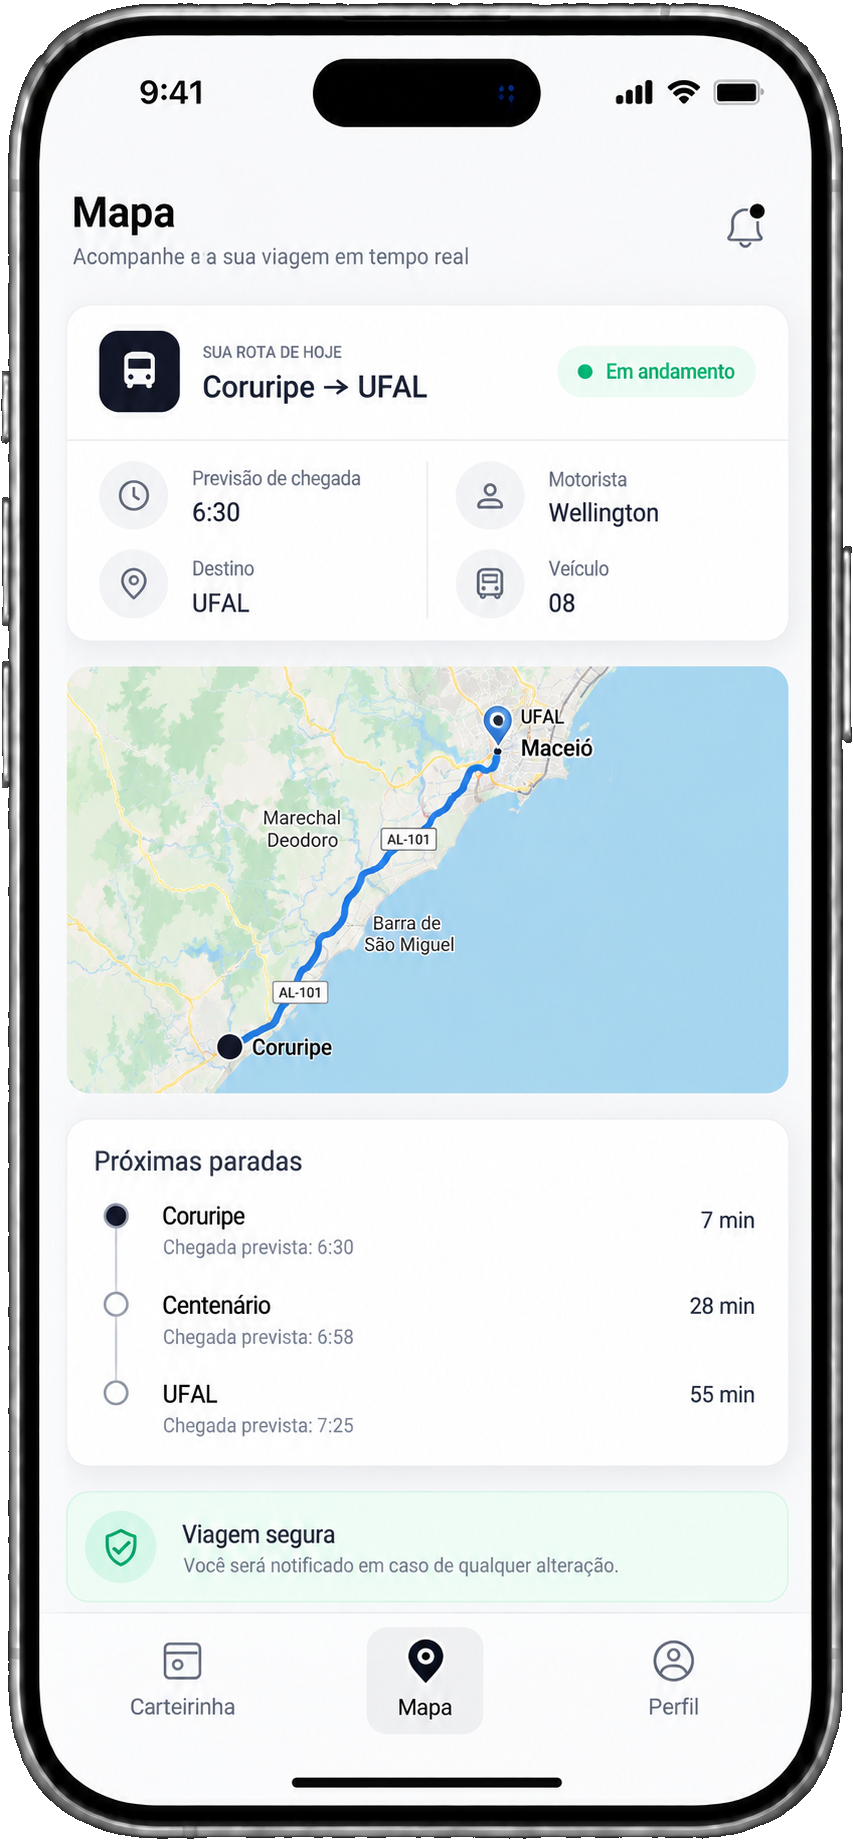 9:41
Mapa
Acompanhe a a sua viagem em tempo real
SUA ROTA DE HOJE
Coruripe → UFAL
Em andamento
Previsão de chegada
6:30
Motorista
Wellington
Destino
UFAL
Veículo
08
UFAL
Maceió
Marechal
Deodoro
AL-101
Barra de
São Miguel
AL-101
Coruripe
Próximas paradas
Coruripe
7 min
Chegada prevista: 6:30
Centenário
28 min
Chegada prevista: 6:58
UFAL
55 min
Chegada prevista: 7:25
Viagem segura
Você será notificado em caso de qualquer alteração.
Carteirinha
Mapa
Perfil